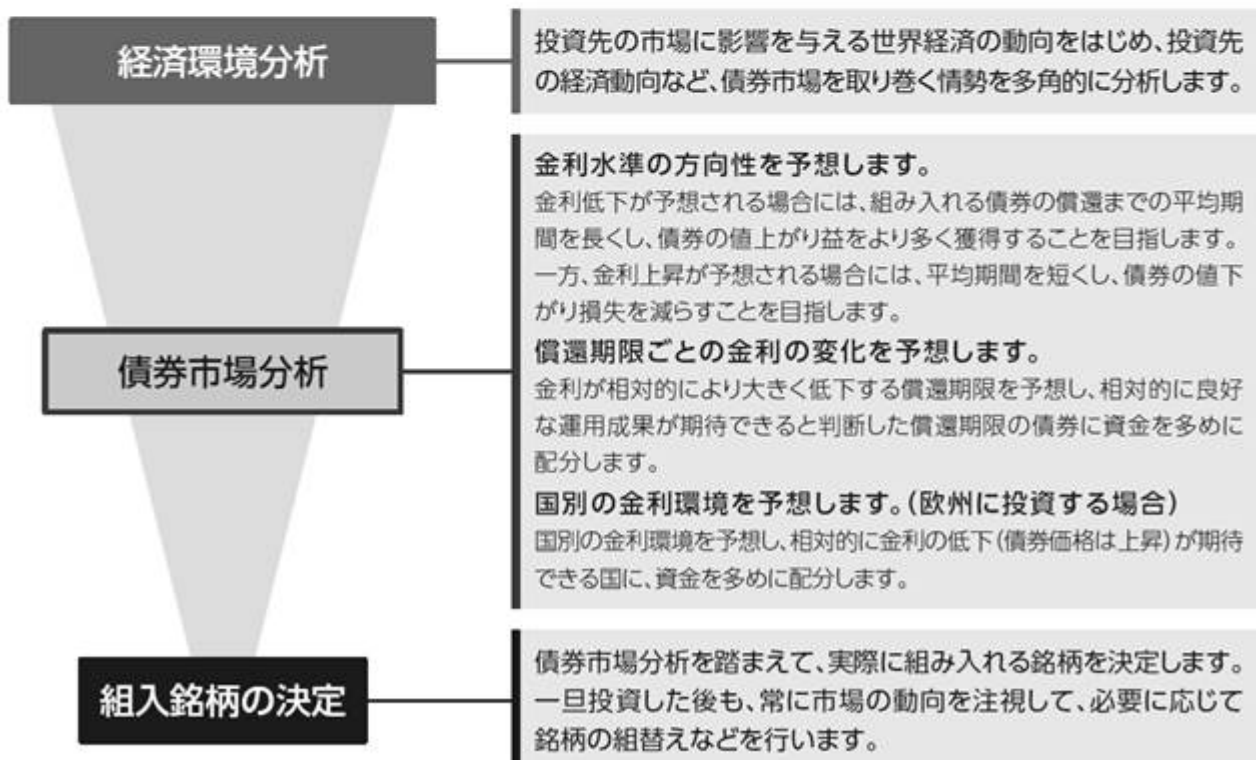 経済環境分析
投資先の市場に影響を与える世界経済の動向をはじめ、投資先
の経済動向など、債券市場を取り巻く情勢を多角的に分析します。
債券市場分析
金利水準の方向性を予想します。
金利低下が予想される場合には、組み入れる債券の償還までの平均期
間を長くし、債券の値上がり益をより多く獲得することを目指します。
一方、金利上昇が予想される場合には、平均期間を短くし、債券の値下
がり損失を減らすことを目指します。
償還期限ごとの金利の変化を予想します。
金利が相対的により大きく低下する償還期限を予想し、相対的に良好
な運用成果が期待できると判断した償還期限の債券に資金を多めに
配分します。
国別の金利環境を予想します。(欧州に投資する場合)
国別の金利環境を予想し、相対的に金利の低下(債券価格は上昇)が期待
できる国に、資金を多めに配分します。
組入銘柄の決定
債券市場分析を踏まえて、実際に組み入れる銘柄を決定します。
一旦投資した後も、常に市場の動向を注視して、必要に応じて
銘柄の組替えなどを行います。